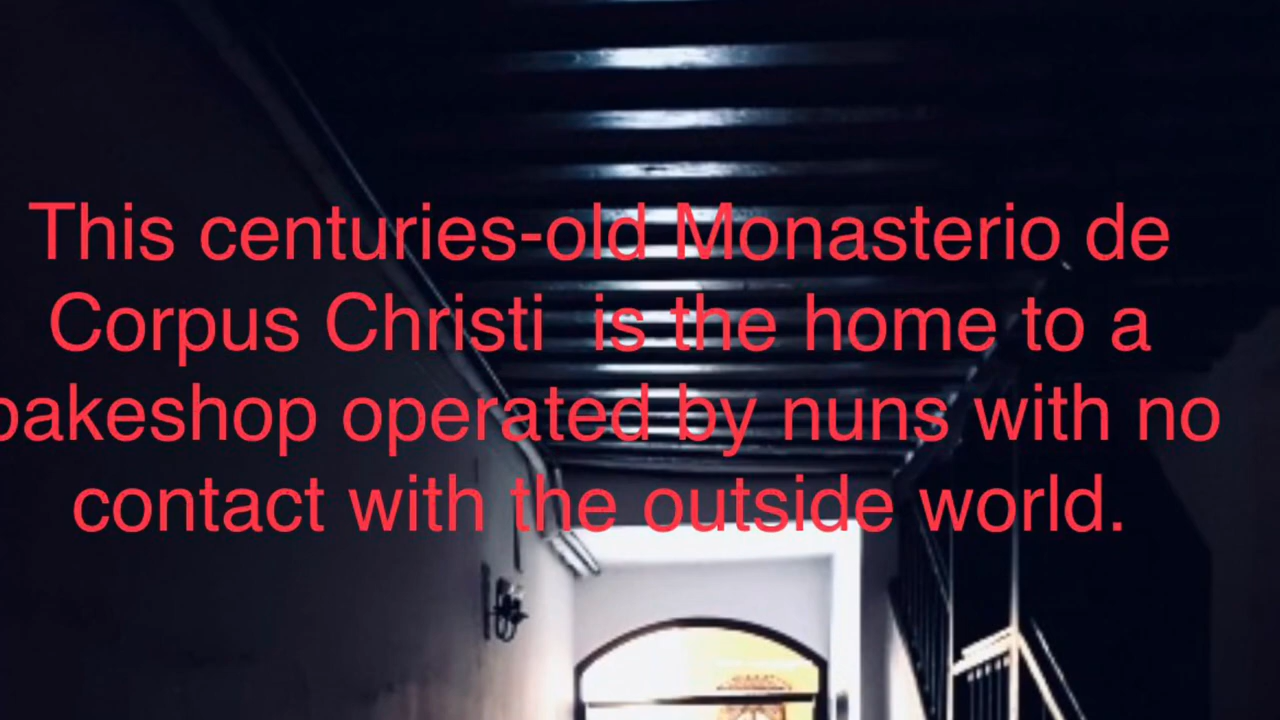 This centuries-old Monasterio de
Corpus Christi  is the home to a
bakeshop operated by nuns with no
contact with the outside world.